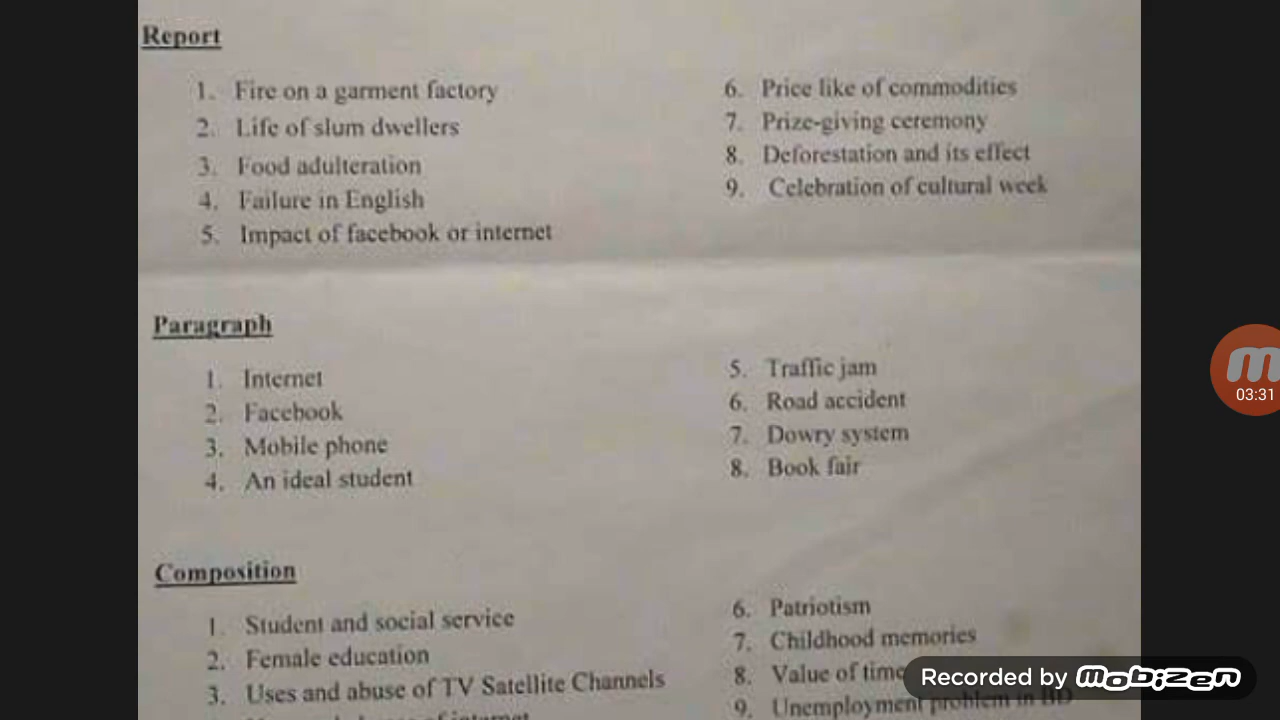 Report
1. Fire on a garment factory
2. Life of slum dwellers
3. Food adulteration
4. Failure in English
5. Impact of facebook or internet
6. Price like of commodities
7. Prize-giving ceremony
8. Deforestation and its effect
9. Celebration of cultural week
Paragraph
1. Internet
2. Facebook
3. Mobile phone
4. An ideal student
5. Traffic jam
6. Road accident
7. Dowry system
8. Book fair
Composition
1. Student and social service
2. Female education
3. Uses and abuse of TV Satellite Channels
of internet
6. Patriotism
7. Childhood memories
8. Value of time
9. Unemployment problem in BD
03:31
Recorded by mobizen